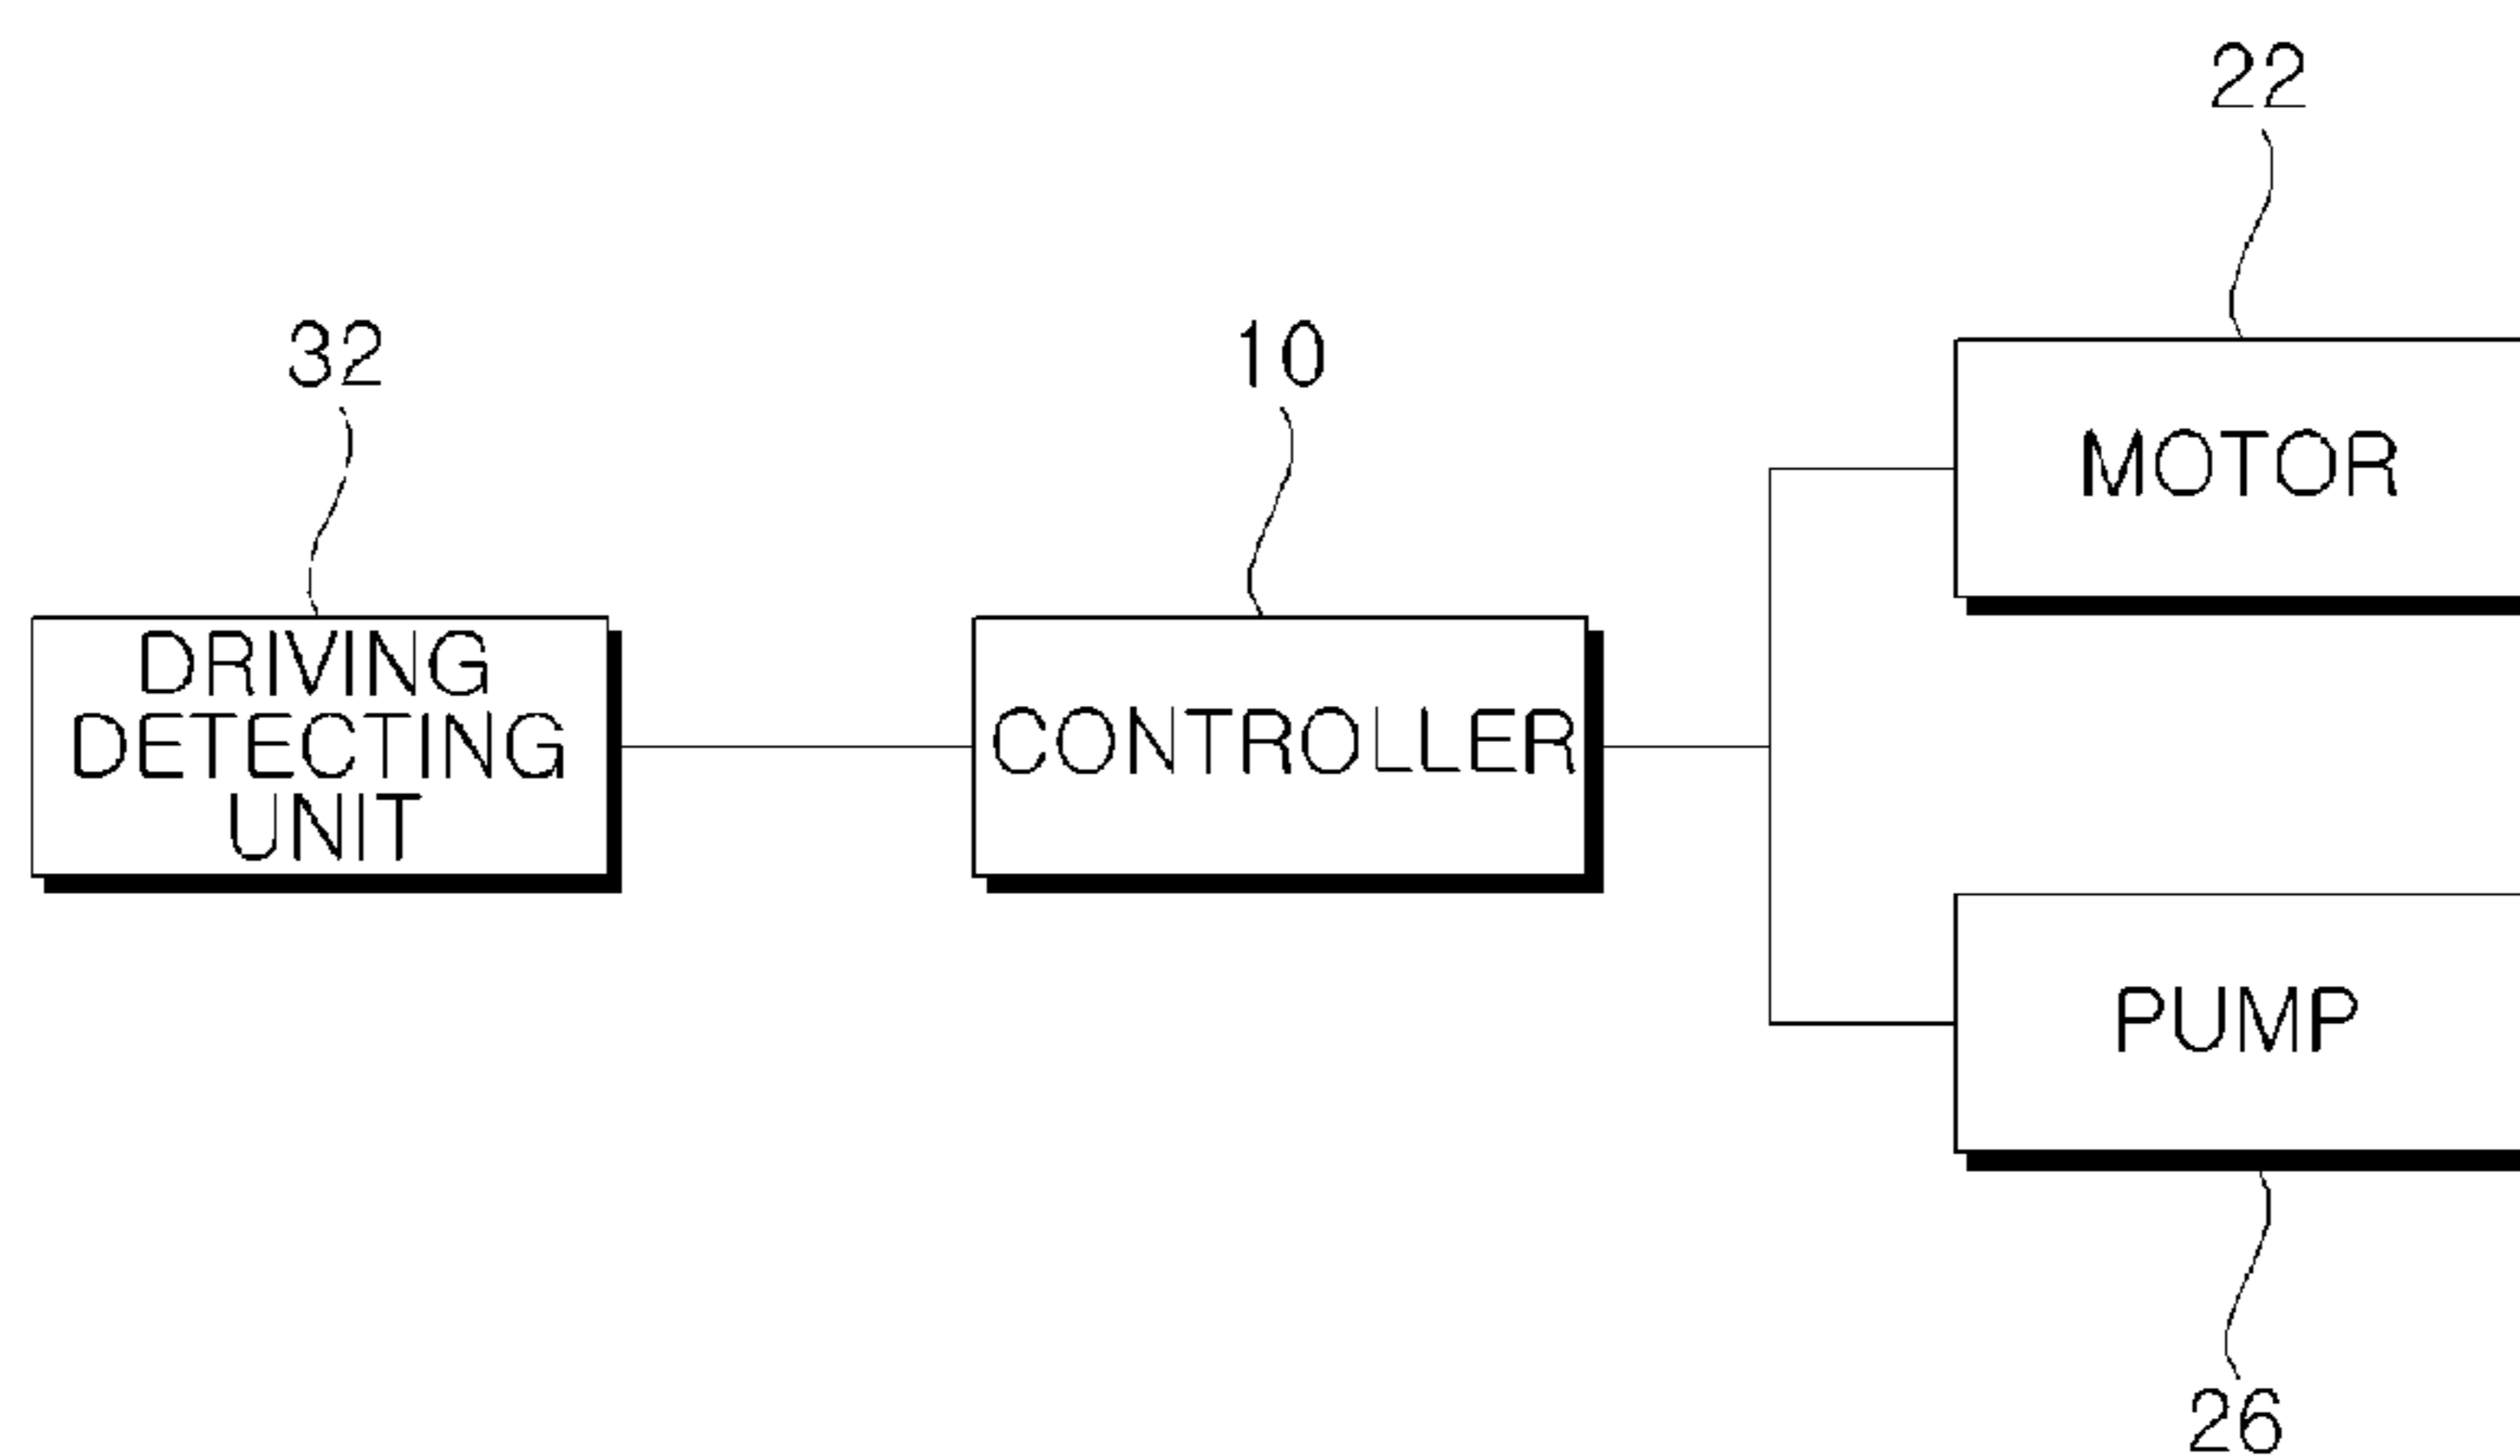 22
32
10
MOTOR
DRIVING
DETECTING
UNIT
CONTROLLER
PUMP
26